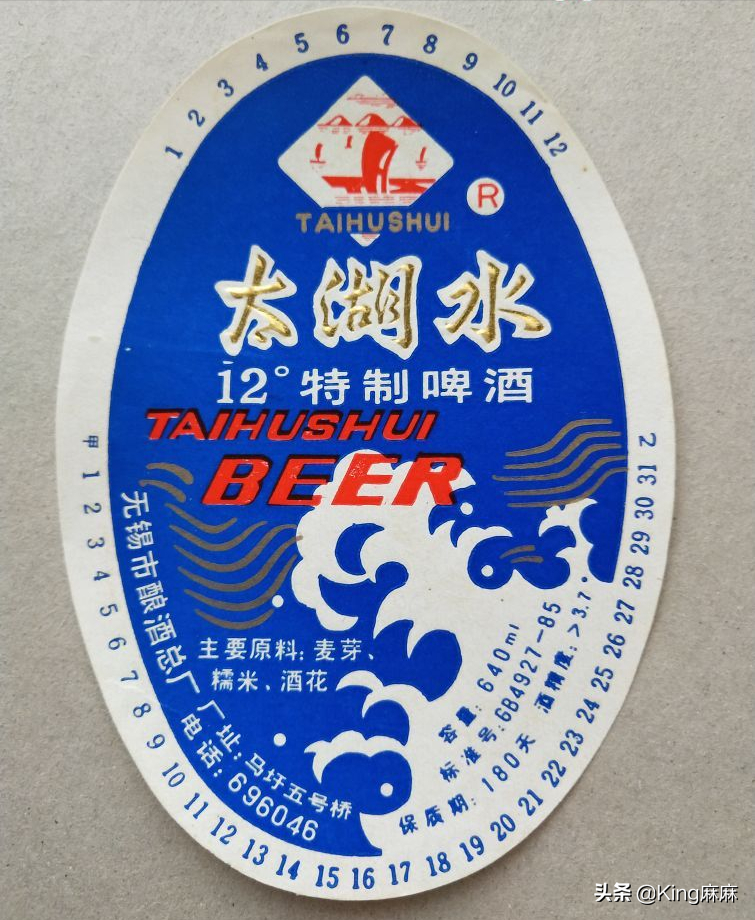 1 2 3 4 5 6 7 8 9 10 11 12
TAIHUSHUI
R
太湖水
12°特制啤酒
TAIHUSHUI
BEER
甲 1 2 3 4 5 6 7 8 9 10 11 12 13 14 15 16 17 18 19 20 21 22 23 24 25 26 27 28 29 30 31 乙
无锡市酿酒总厂
厂址:马圩五号桥
电话:696046
主要原料:麦芽、
糯米、酒花
容量:640ml
标准号:GB4927-85
酒精度:>3.7°
保质期:180天
头条 @King麻麻